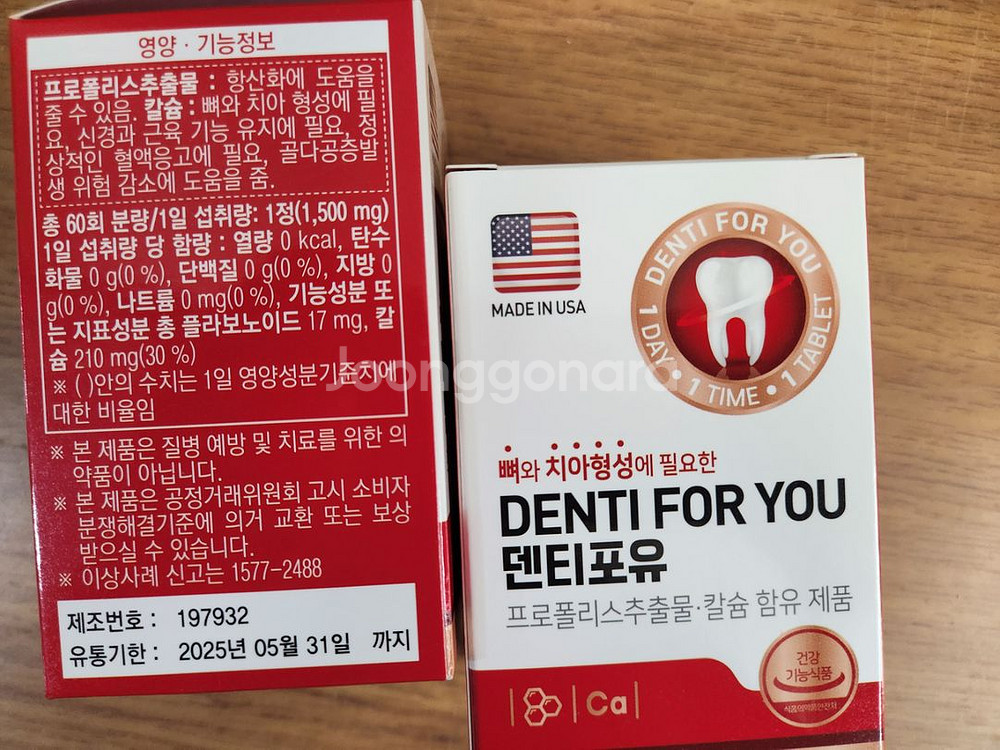 영양·기능정보
프로폴리스추출물 : 항산화에 도움을
줄 수 있음. 칼슘 : 뼈와 치아 형성에 필
요, 신경과 근육 기능 유지에 필요, 정
상적인 혈액응고에 필요, 골다공증발
생 위험 감소에 도움을 줌.
총 60회 분량/1일 섭취량: 1정(1,500 mg)
1일 섭취량 당 함량 : 열량 0 kcal, 탄수
화물 0 g(0 %), 단백질 0 g(0 %), 지방 0
g(0 %), 나트륨 0 mg(0 %), 기능성분 또
는 지표성분 총 플라보노이드 17 mg, 칼
슘 210 mg(30 %)
※ ( )안의 수치는 1일 영양성분기준치에
대한 비율임
※ 본 제품은 질병 예방 및 치료를 위한 의
약품이 아닙니다.
※ 본 제품은 공정거래위원회 고시 소비자
분쟁해결기준에 의거 교환 또는 보상
받으실 수 있습니다.
※ 이상사례 신고는 1577-2488
제조번호 : 197932
유통기한 : 2025년 05월 31일 까지
MADE IN USA
DENTI FOR YOU
1 DAY • 1 TIME • 1 TABLET
뼈와 치아형성에 필요한
DENTI FOR YOU
덴티포유
프로폴리스추출물·칼슘 함유 제품
Ca
건강
기능식품
식품의약품안전처
Joonggonara